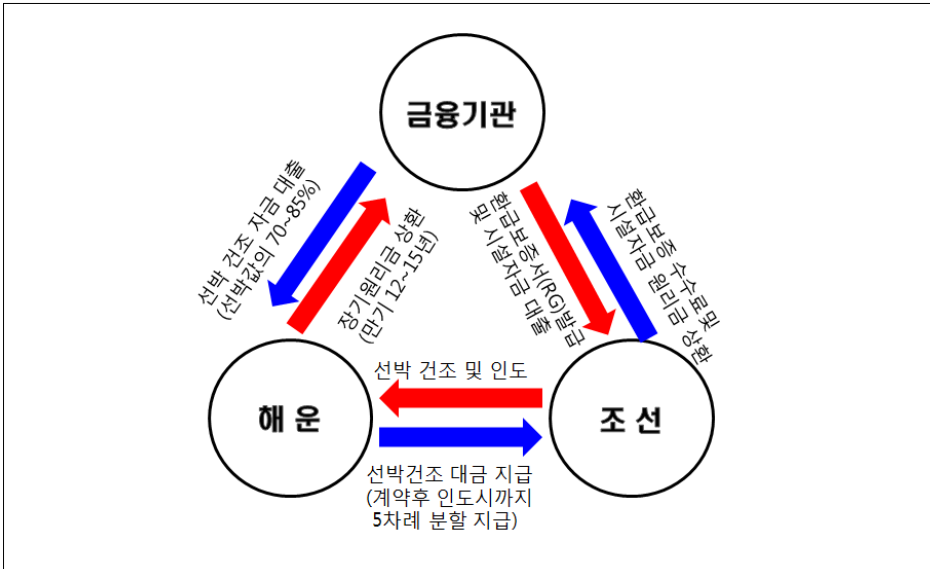 금융기관
선박 건조 자금 대출
(선박값의 70~85%)
장기원리금 상환
(만기 12~15년)
환급보증서(RG)발급
및 시설자금 대출
환급보증 수수료및
시설자금 원리금 상환
선박 건조 및 인도
해 운
조 선
선박건조 대금 지급
(계약후 인도시까지
5차례 분할 지급)